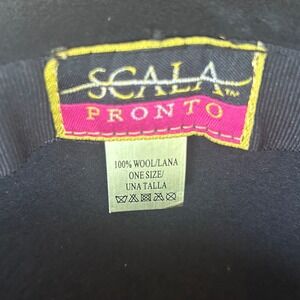 SCALA™
PRONTO
100% WOOL/LANA
ONE SIZE/
UNA TALLA